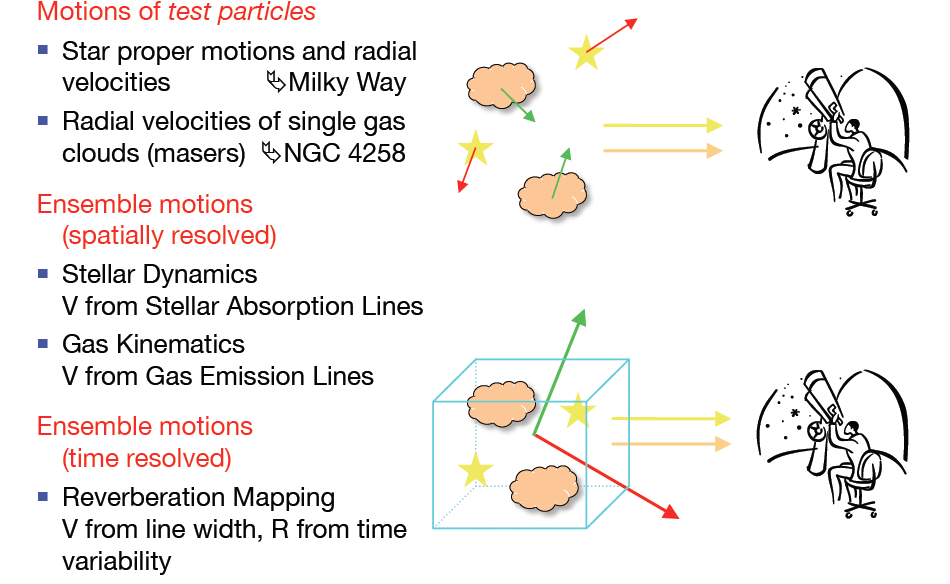 Motions of test particles
▪ Star proper motions and radial
velocities ⮱Milky Way
▪ Radial velocities of single gas
clouds (masers) ⮱NGC 4258
Ensemble motions
(spatially resolved)
▪ Stellar Dynamics
V from Stellar Absorption Lines
▪ Gas Kinematics
V from Gas Emission Lines
Ensemble motions
(time resolved)
▪ Reverberation Mapping
V from line width, R from time
variability